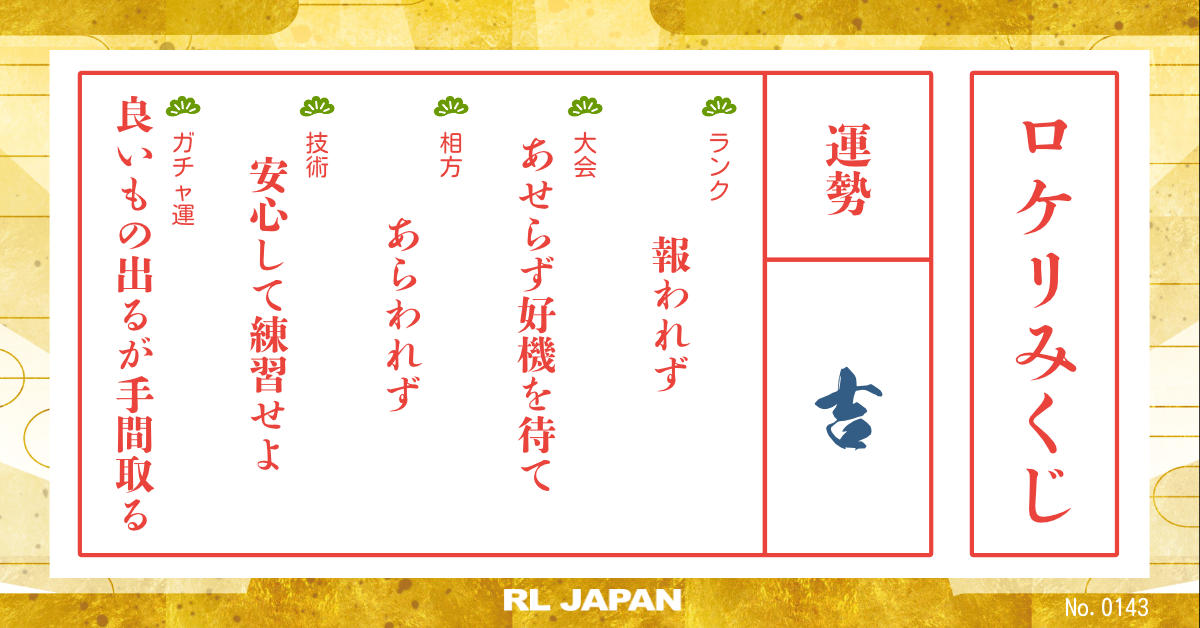 ロケリみくじ
運勢
吉
ランク
報われず
大会
あせらず好機を待て
相方
あらわれず
技術
安心して練習せよ
ガチャ運
良いもの出るが手間取る
RL JAPAN
No. 0143